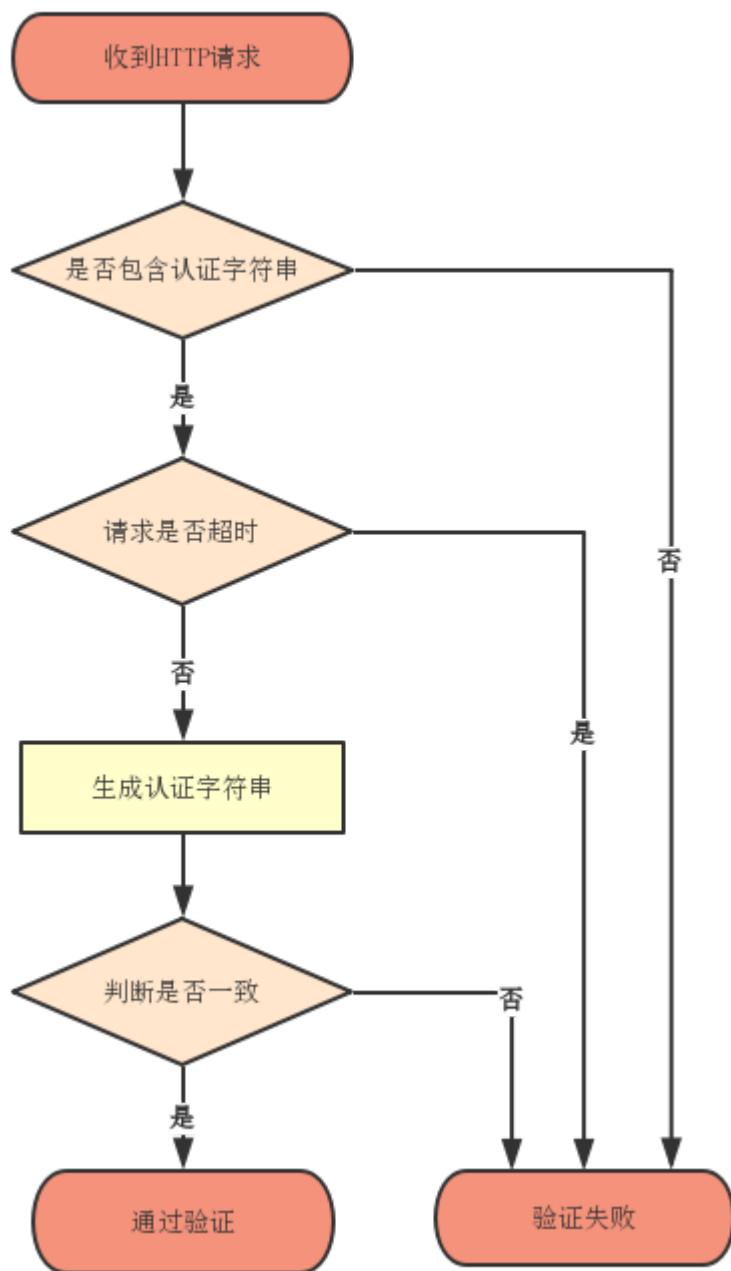 收到HTTP请求
是否包含认证字符串
是
请求是否超时
否
否
是
生成认证字符串
判断是否一致
否
是
通过验证
验证失败